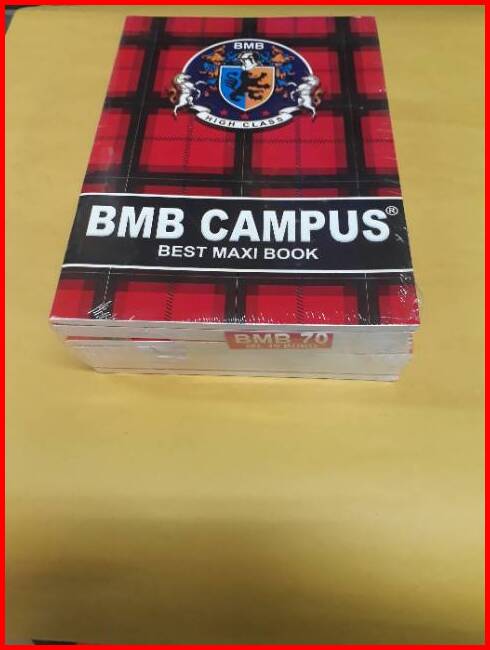 BMB
HIGH CLASS
BMB CAMPUS®
BEST MAXI BOOK
BMB 70